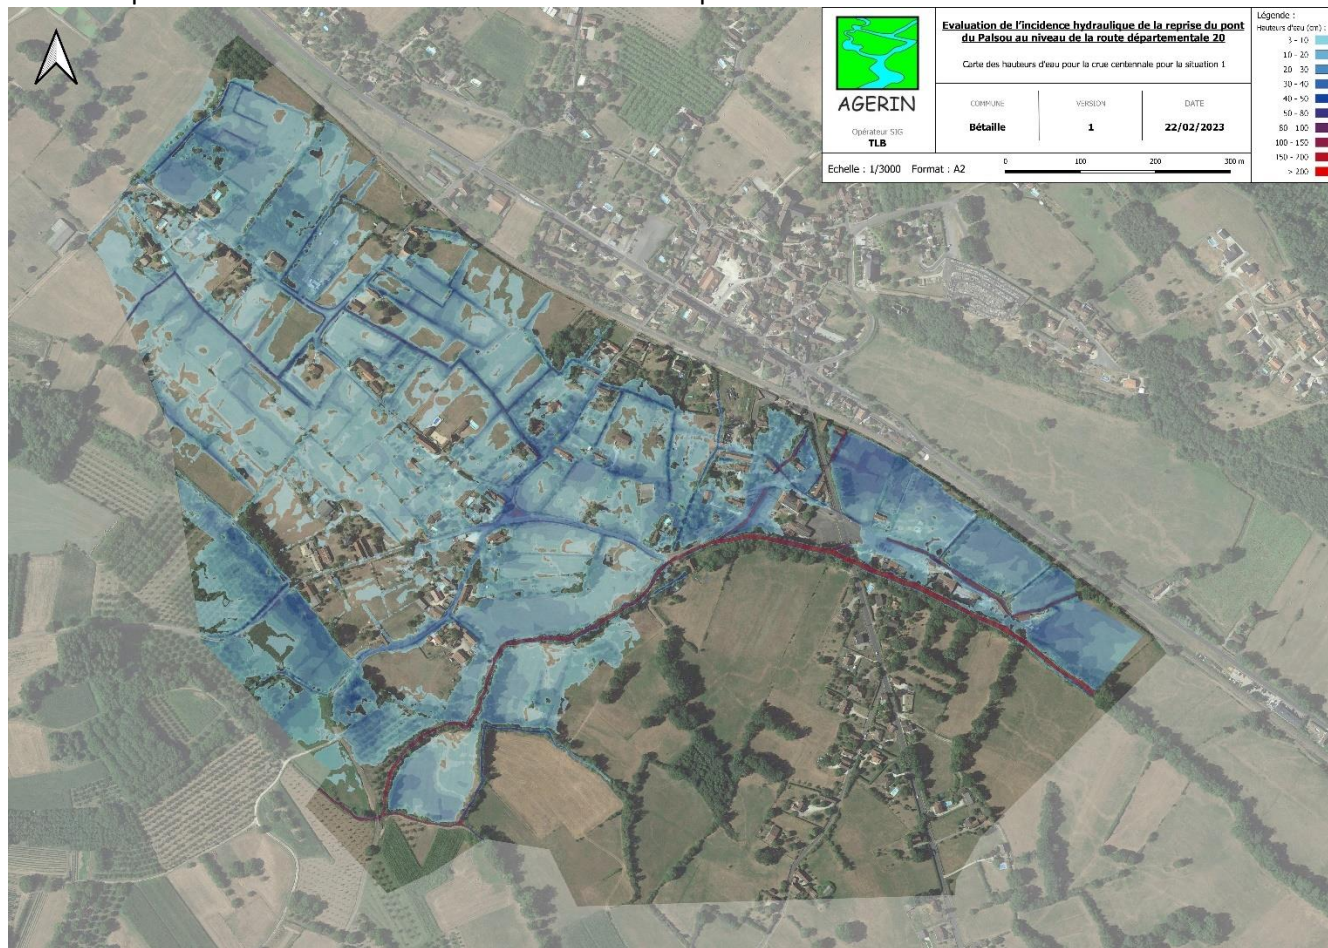 AGERIN
Opérateur SIG
TLB
Evaluation de l'incidence hydraulique de la reprise du pont
du Palsou au niveau de la route départementale 20
Carte des hauteurs d'eau pour la crue centennale pour la situation 1
COMMUNE
VERSION
DATE
Bétaille
1
22/02/2023
Echelle : 1/3000 Format : A2
0 100 200 300 m
Légende :
Hauteurs d'eau (cm) :
3 - 10
10 - 20
20 - 30
30 - 40
40 - 50
50 - 80
80 - 100
100 - 150
150 - 200
> 200